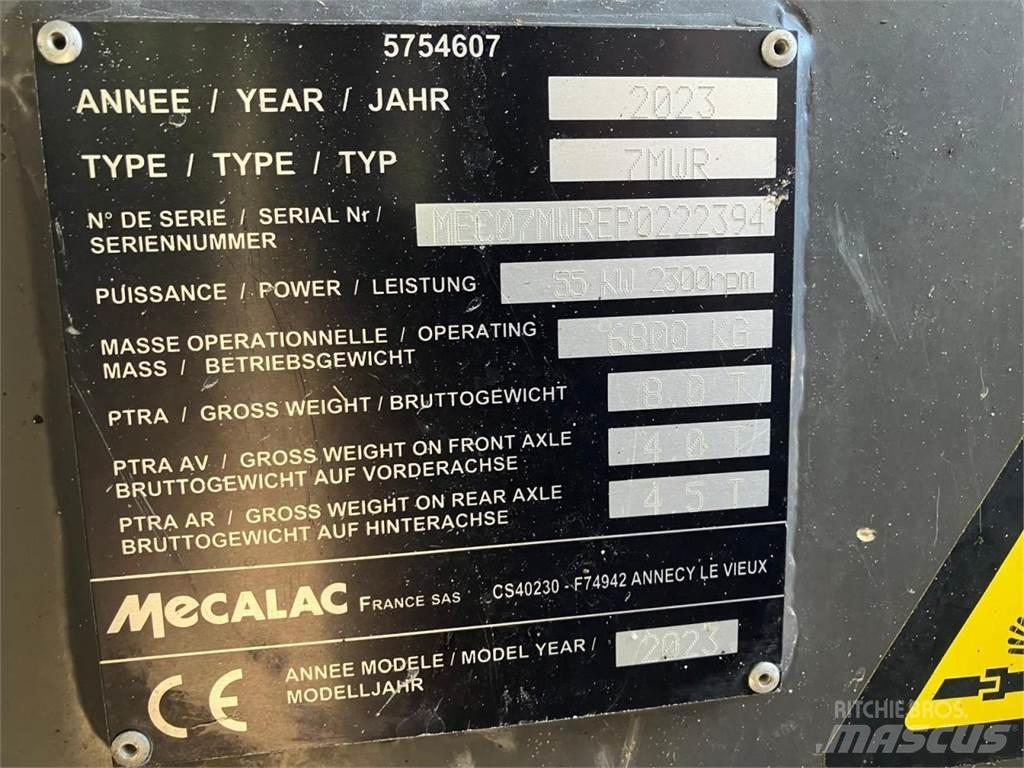 5754607
ANNEE / YEAR / JAHR 2023
TYPE / TYPE / TYP 7MWR
N° DE SERIE / SERIAL Nr /
SERIENNUMMER MEC07MWREP0222394
PUISSANCE / POWER / LEISTUNG 55 kW 2300rpm
MASSE OPERATIONNELLE / OPERATING
MASS / BETRIEBSGEWICHT 6800 KG
PTRA / GROSS WEIGHT / BRUTTOGEWICHT 8.0 T
PTRA AV / GROSS WEIGHT ON FRONT AXLE
BRUTTOGEWICHT AUF VORDERACHSE 4 0 T
PTRA AR / GROSS WEIGHT ON REAR AXLE
BRUTTOGEWICHT AUF HINTERACHSE 4 5 T
MECALAC FRANCE SAS CS40230 - F74942 ANNECY LE VIEUX
CE
ANNEE MODELE / MODEL YEAR /
MODELLJAHR 2023
RITCHIE BROS.
MASCUS